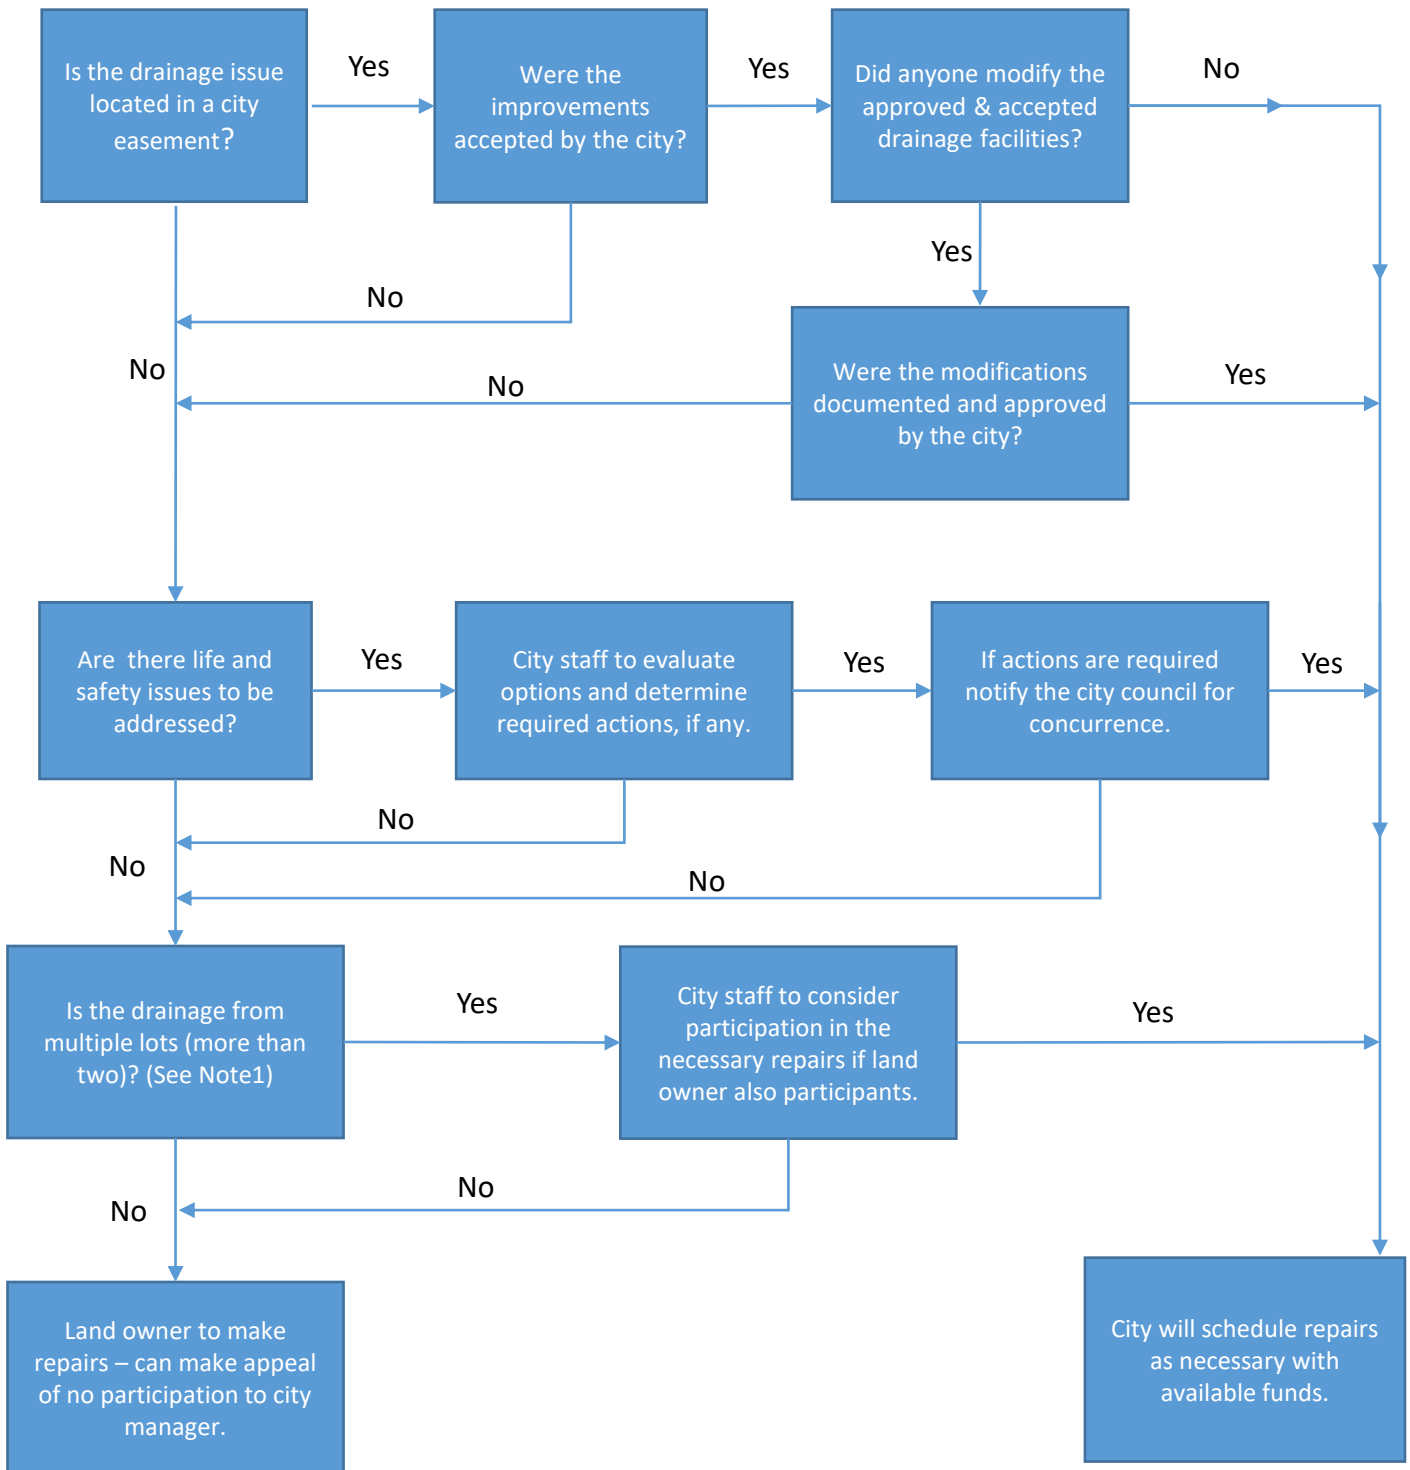 Is the drainage issue
located in a city
easement?
Yes
Were the
improvements
accepted by the city?
Yes
Did anyone modify the
approved & accepted
drainage facilities?
No
Yes
No
No
No
Were the modifications
documented and approved
by the city?
Yes
Are there life and
safety issues to be
addressed?
Yes
City staff to evaluate
options and determine
required actions, if any.
Yes
If actions are required
notify the city council for
concurrence.
Yes
No
No
No
Is the drainage from
multiple lots (more than
two)? (See Note1)
Yes
City staff to consider
participation in the
necessary repairs if land
owner also participants.
Yes
No
No
Land owner to make
repairs – can make appeal
of no participation to city
manager.
City will schedule repairs
as necessary with
available funds.